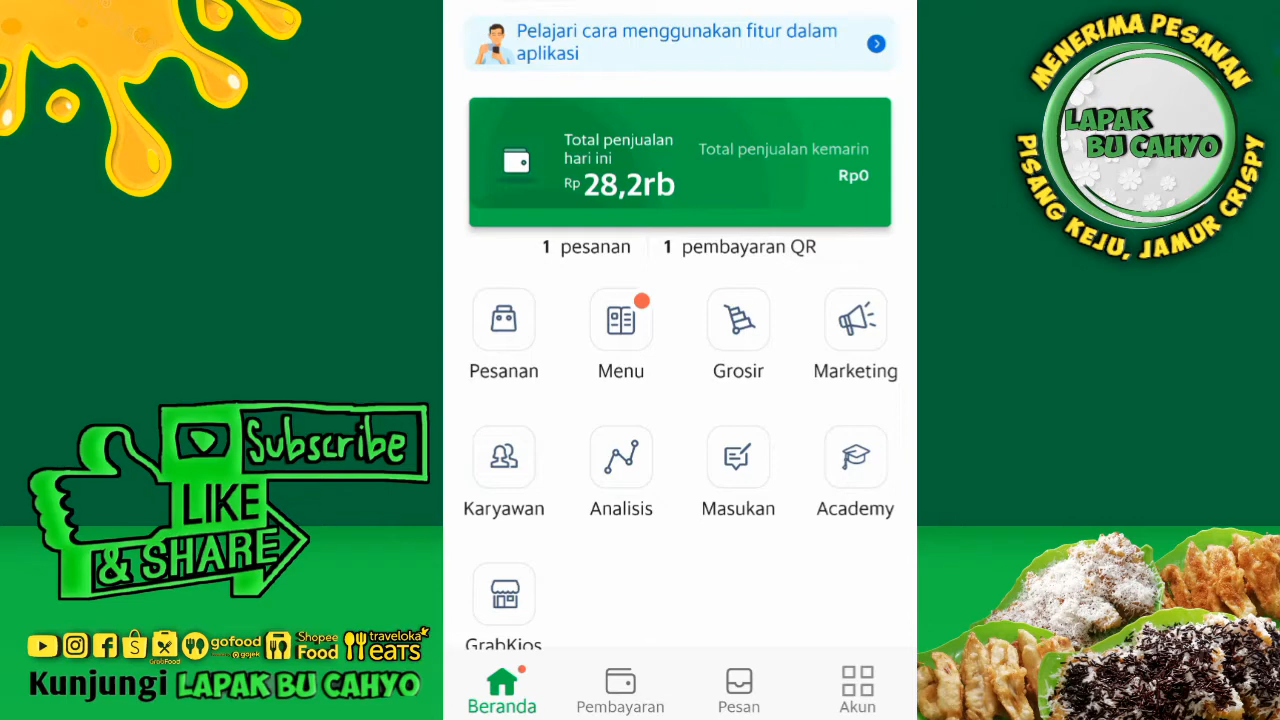 Pelajari cara menggunakan fitur dalam
aplikasi
Total penjualan
hari ini
Rp 28,2rb
Total penjualan kemarin
Rp0
1 pesanan
1 pembayaran QR
Pesanan
Menu
Grosir
Marketing
Karyawan
Analisis
Masukan
Academy
GrabKios
Beranda
Pembayaran
Pesan
Akun
MENERIMA PESANAN
LAPAK
BU CAHYO
PISANG KEJU, JAMUR CRISPY
Subscribe
LIKE
& SHARE
GrabFood
gofood
gojek
Shopee
Food
traveloka
eats
Kunjungi LAPAK BU CAHYO